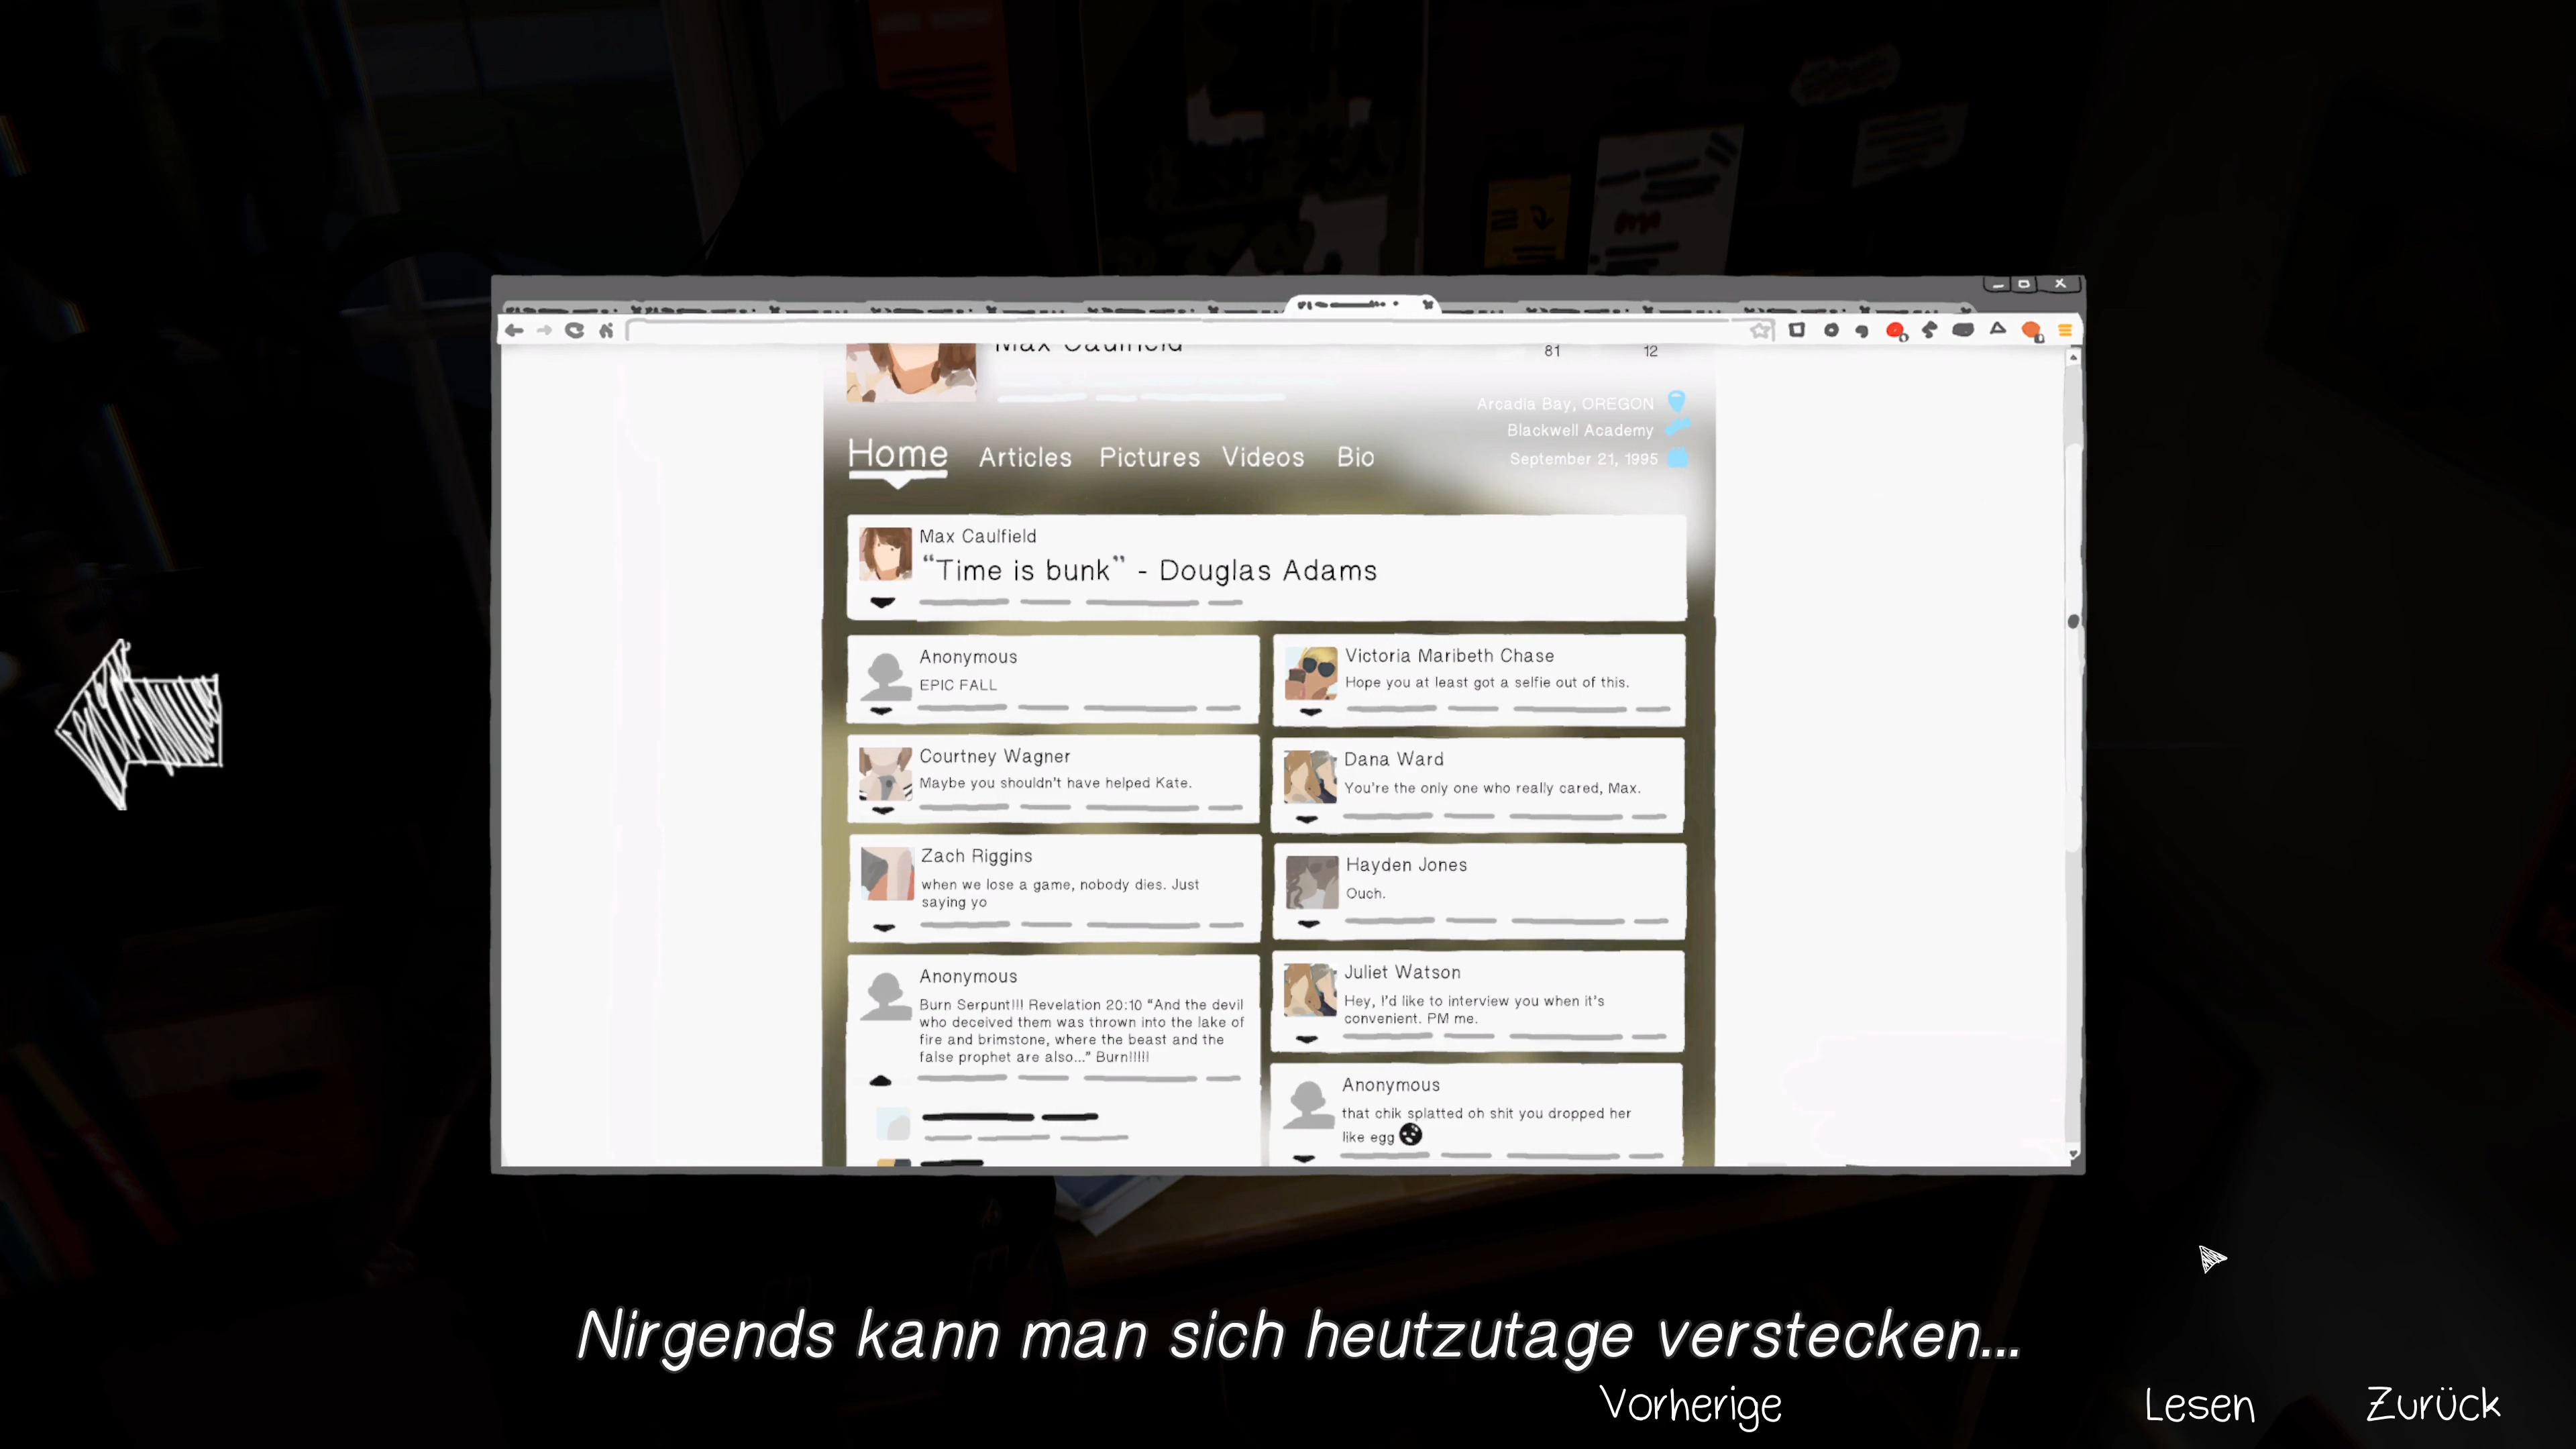 Max Caulfield
81 12
Arcadia Bay, OREGON
Blackwell Academy
September 21, 1995
Home Articles Pictures Videos Bio
Max Caulfield
“Time is bunk” - Douglas Adams
Anonymous
EPIC FALL
Courtney Wagner
Maybe you shouldn't have helped Kate.
Zach Riggins
when we lose a game, nobody dies. Just
saying yo
Anonymous
Burn Serpunt!!! Revelation 20:10 “And the devil
who deceived them was thrown into the lake of
fire and brimstone, where the beast and the
false prophet are also...” Burn!!!!!
Victoria Maribeth Chase
Hope you at least got a selfie out of this.
Dana Ward
You're the only one who really cared, Max.
Hayden Jones
Ouch.
Juliet Watson
Hey, I'd like to interview you when it's
convenient. PM me.
Anonymous
that chik splatted oh shit you dropped her
like egg
Nirgends kann man sich heutzutage verstecken...
Vorherige
Lesen
Zurück